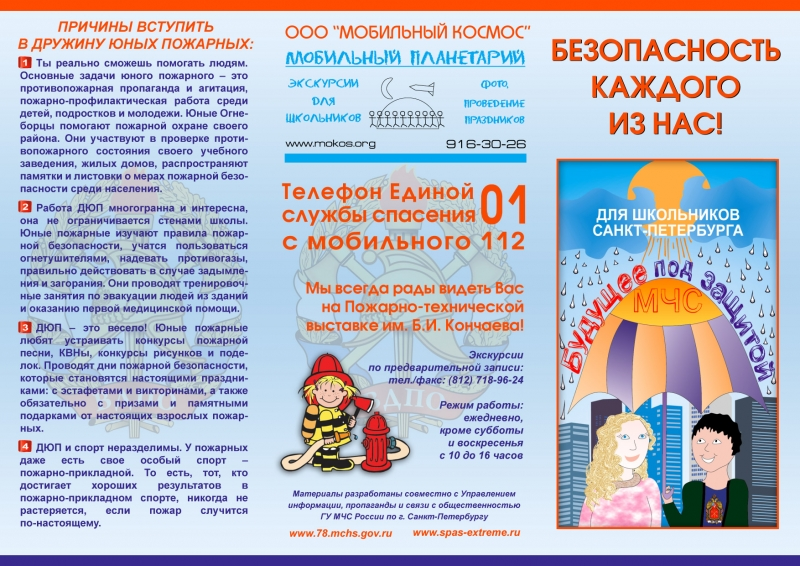 ПРИЧИНЫ ВСТУПИТЬ
В ДРУЖИНУ ЮНЫХ ПОЖАРНЫХ:
1 Ты реально сможешь помогать людям.
Основные задачи юного пожарного – это
противопожарная пропаганда и агитация,
пожарно-профилактическая работа среди
детей, подростков и молодежи. Юные Огне-
борцы помогают пожарной охране своего
района. Они участвуют в проверке проти-
вопожарного состояния своего учебного
заведения, жилых домов, распространяют
памятки и листовки о мерах пожарной безо-
пасности среди населения.
2 Работа ДЮП многогранна и интересна,
она не ограничивается стенами школы.
Юные пожарные изучают правила пожар-
ной безопасности, учатся пользоваться
огнетушителями, надевать противогазы,
правильно действовать в случае задымле-
ния и загорания. Они проводят тренировоч-
ные занятия по эвакуации людей из зданий
и оказанию первой медицинской помощи.
3 ДЮП – это весело! Юные пожарные
любят устраивать конкурсы пожарной
песни, КВНы, конкурсы рисунков и поде-
лок. Проводят дни пожарной безопасности,
которые становятся настоящими праздни-
ками: с эстафетами и викторинами, а также
обязательно с призами и памятными
подарками от настоящих взрослых пожар-
ных.
4 ДЮП и спорт неразделимы. У пожарных
даже есть свое особый спорт –
пожарно-прикладной. То есть, тот, кто
достигает хороших результатов в
пожарно-прикладном спорте, никогда не
растеряется, если пожар случится
по-настоящему.
ООО "МОБИЛЬНЫЙ КОСМОС"
МОБИЛЬНЫЙ ПЛАНЕТАРИЙ
ЭКСКУРСИИ
ДЛЯ
ШКОЛЬНИКОВ
ФОТО,
ПРОВЕДЕНИЕ
ПРАЗДНИКОВ
www.mokos.org 916-30-26
Телефон Единой
службы спасения 01
с мобильного 112
Мы всегда рады видеть Вас
на Пожарно-технической
выставке им. Б.И. Кончаева!
Экскурсии
по предварительной записи:
тел./факс: (812) 718-96-24
Режим работы:
ежедневно,
кроме субботы
и воскресенья
с 10 до 16 часов
ДПС
Материалы разработаны совместно с Управлением
информации, пропаганды и связи с общественностью
ГУ МЧС России по г. Санкт-Петербургу
www.78.mchs.gov.ru www.spas-extreme.ru
БЕЗОПАСНОСТЬ
КАЖДОГО
ИЗ НАС!
ДЛЯ ШКОЛЬНИКОВ
САНКТ-ПЕТЕРБУРГА
Будущее под защитой
МЧС